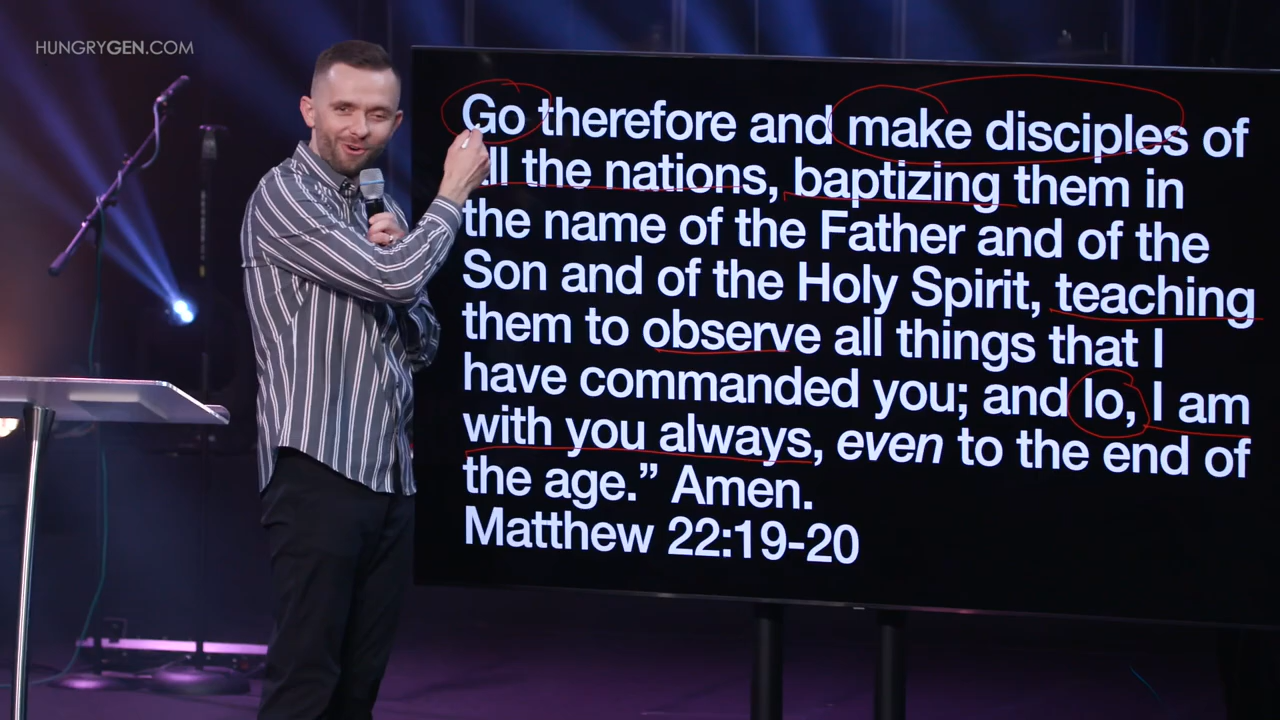 HUNGRYGEN.COM
Go therefore and make disciples of
all the nations, baptizing them in
the name of the Father and of the
Son and of the Holy Spirit, teaching
them to observe all things that I
have commanded you; and lo, I am
with you always, even to the end of
the age.” Amen.
Matthew 22:19-20